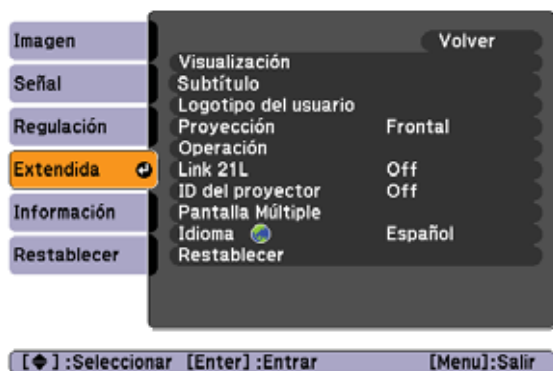 Imagen
Señal
Regulación
Extendida
Información
Restablecer
Volver
Visualización
Subtítulo
Logotipo del usuario
Proyección Frontal
Operación
Link 21L Off
ID del proyector Off
Pantalla Múltiple
Idioma Español
Restablecer
[◆] :Seleccionar [Enter] :Entrar [Menu]:Salir